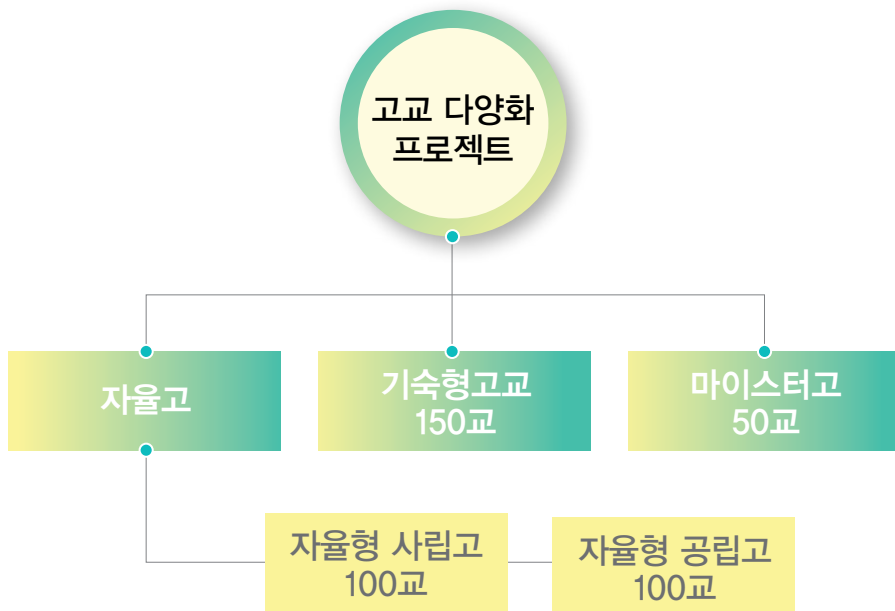 고교 다양화
프로젝트
자율고
기숙형고교
150교
마이스터고
50교
자율형 사립고
100교
자율형 공립고
100교